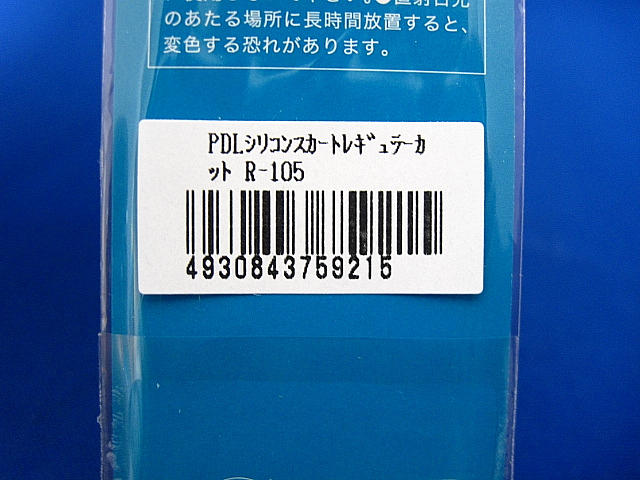 のあたる場所に長時間放置すると、
変色する恐れがあります。
PDLｼﾘｺﾝｽｶｰﾄﾚｷﾞｭﾃｰｶ
ｯﾄ R-105
4930843759215